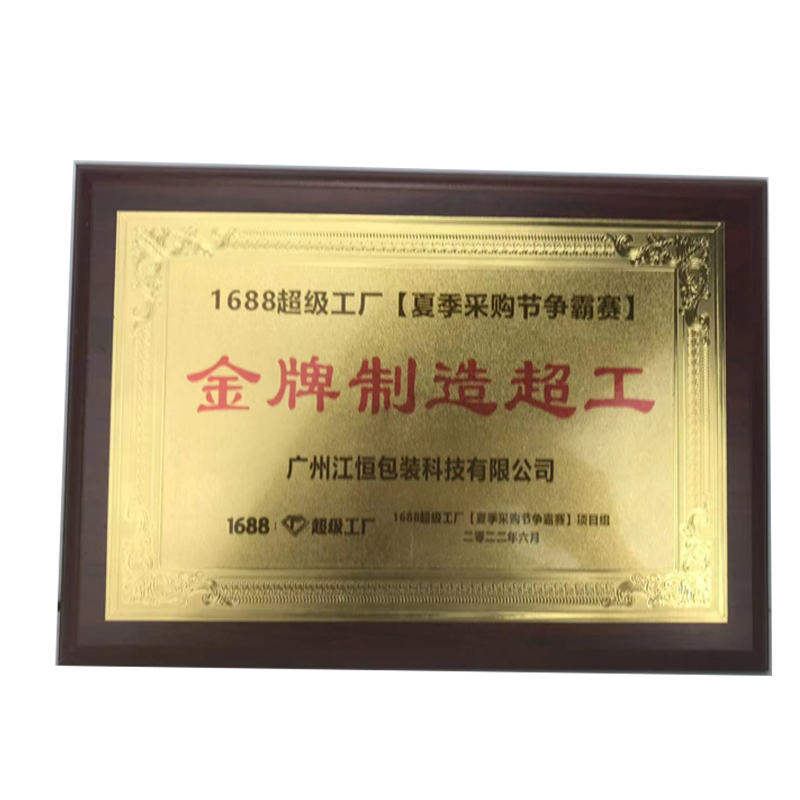 1688超级工厂【夏季采购节争霸赛】
金牌制造超工
广州江恒包装科技有限公司
1688 超级工厂
1688超级工厂【夏季采购节争霸赛】项目组
二零二二年六月